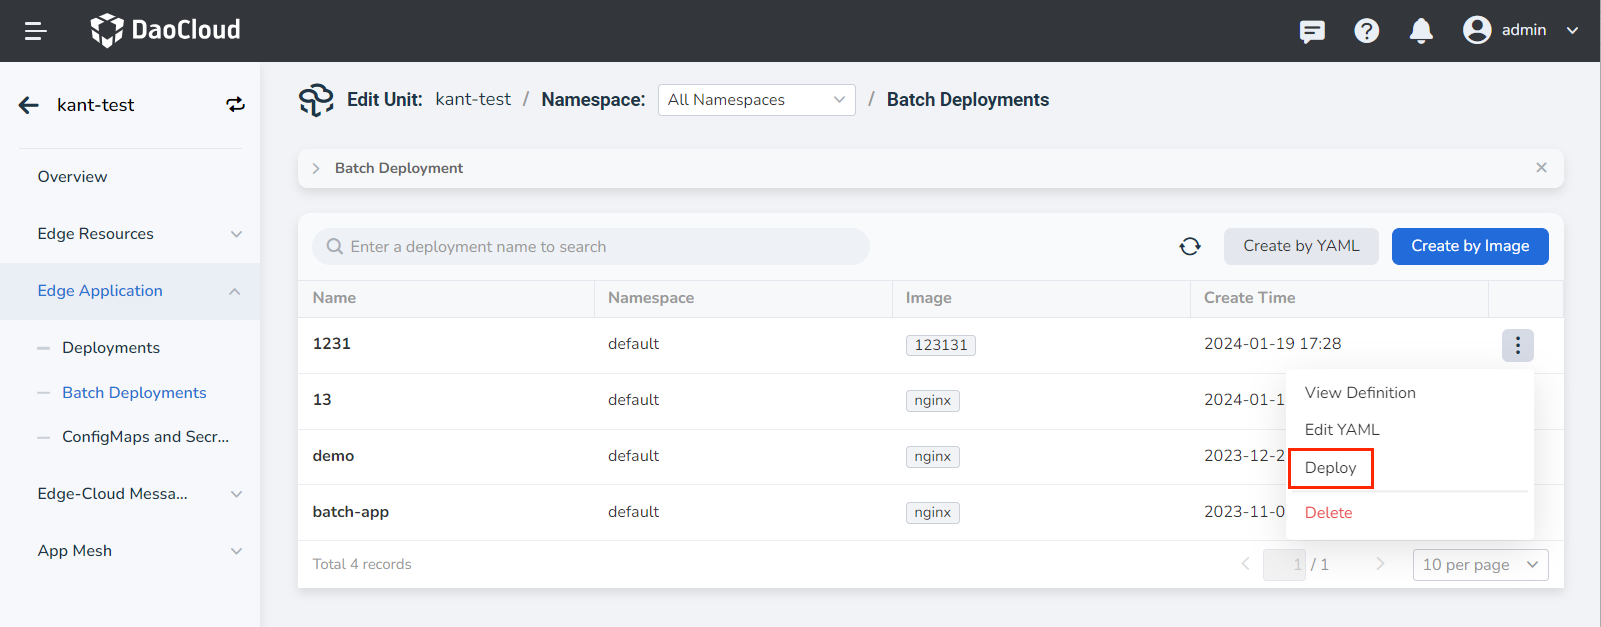 DaoCloud
admin
kant-test
Edit Unit: kant-test / Namespace: All Namespaces / Batch Deployments
Batch Deployment
Overview
Edge Resources
Edge Application
Deployments
Batch Deployments
ConfigMaps and Secr...
Edge-Cloud Messa...
App Mesh
Enter a deployment name to search
Create by YAML
Create by Image
Name Namespace Image Create Time
1231 default 123131 2024-01-19 17:28
13 default nginx 2024-01-1
demo default nginx 2023-12-2
batch-app default nginx 2023-11-0
View Definition
Edit YAML
Deploy
Delete
Total 4 records
1 / 1
10 per page